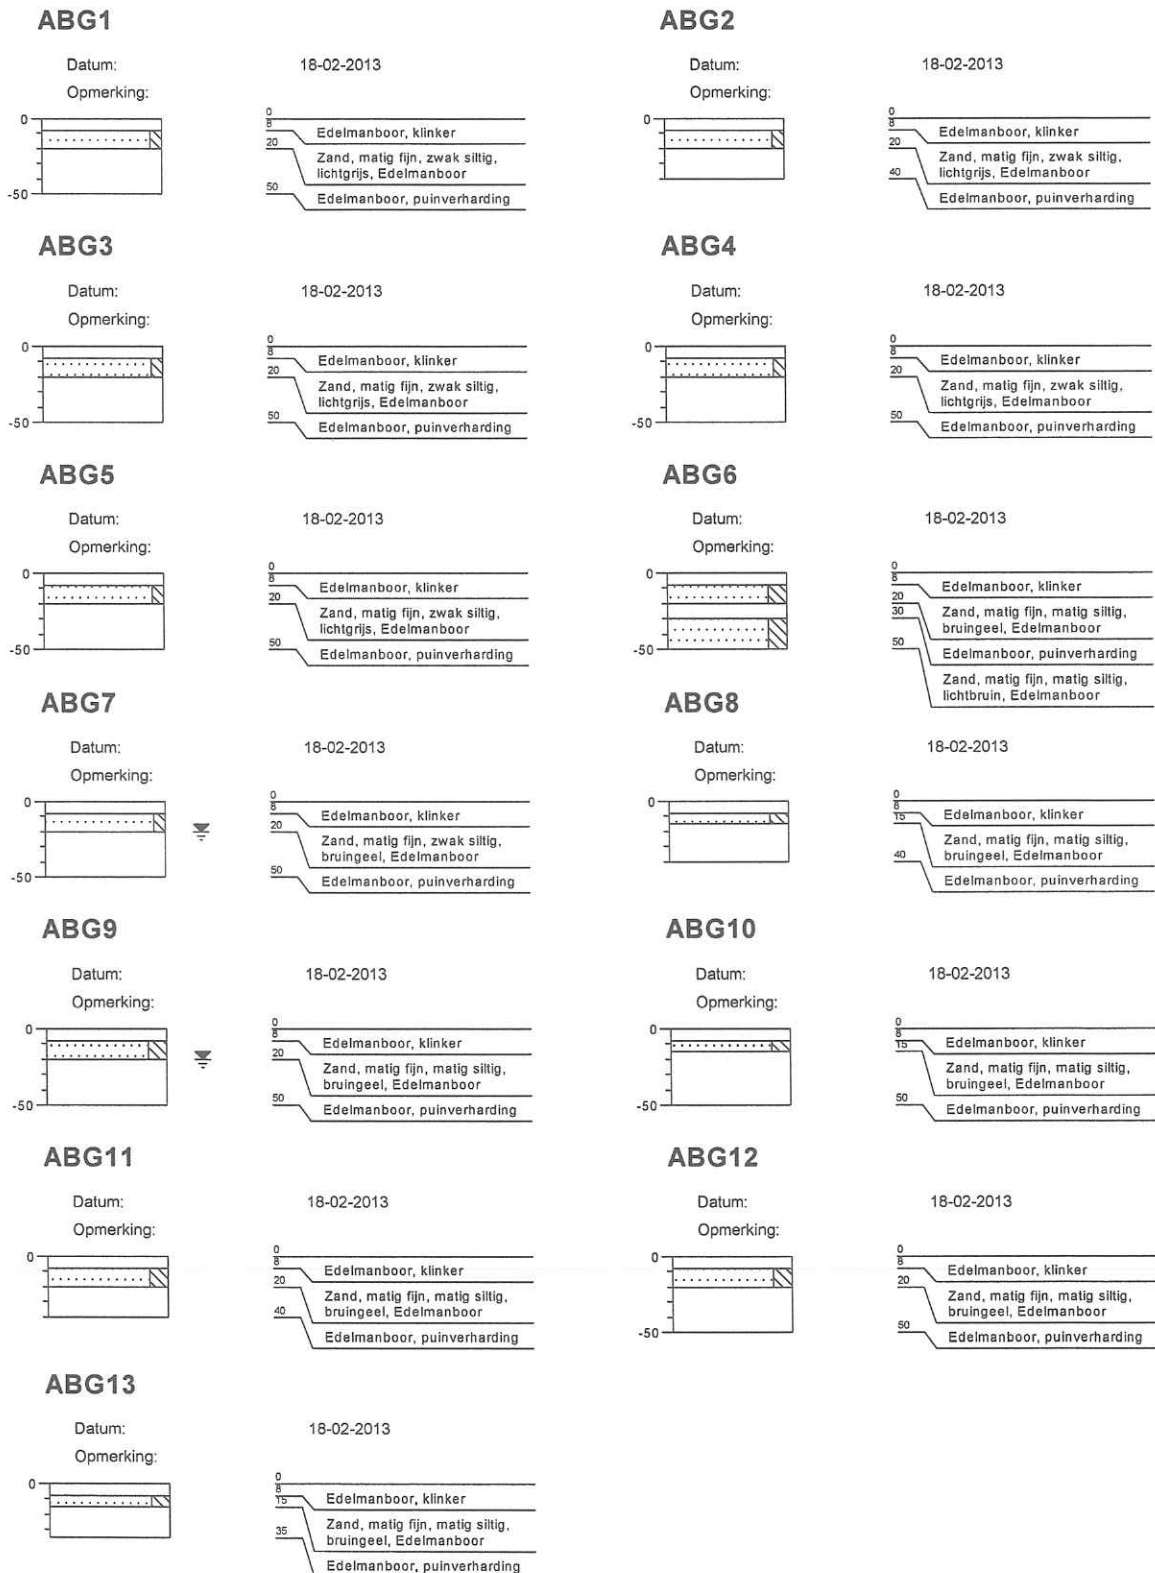 ABG1
Datum: 18-02-2013
Opmerking:
0
-50
0
8
Edelmanboor, klinker
20
Zand, matig fijn, zwak siltig,
lichtgrijs, Edelmanboor
50
Edelmanboor, puinverharding
ABG2
Datum: 18-02-2013
Opmerking:
0
0
8
Edelmanboor, klinker
20
Zand, matig fijn, zwak siltig,
lichtgrijs, Edelmanboor
40
Edelmanboor, puinverharding
ABG3
Datum: 18-02-2013
Opmerking:
0
-50
0
8
Edelmanboor, klinker
20
Zand, matig fijn, zwak siltig,
lichtgrijs, Edelmanboor
50
Edelmanboor, puinverharding
ABG4
Datum: 18-02-2013
Opmerking:
0
-50
0
8
Edelmanboor, klinker
20
Zand, matig fijn, zwak siltig,
lichtgrijs, Edelmanboor
50
Edelmanboor, puinverharding
ABG5
Datum: 18-02-2013
Opmerking:
0
-50
0
8
Edelmanboor, klinker
20
Zand, matig fijn, zwak siltig,
lichtgrijs, Edelmanboor
50
Edelmanboor, puinverharding
ABG6
Datum: 18-02-2013
Opmerking:
0
-50
0
8
Edelmanboor, klinker
20
Zand, matig fijn, matig siltig,
bruingeel, Edelmanboor
30
Edelmanboor, puinverharding
50
Zand, matig fijn, matig siltig,
lichtbruin, Edelmanboor
ABG7
Datum: 18-02-2013
Opmerking:
0
-50
0
8
Edelmanboor, klinker
20
Zand, matig fijn, zwak siltig,
bruingeel, Edelmanboor
50
Edelmanboor, puinverharding
ABG8
Datum: 18-02-2013
Opmerking:
0
0
8
Edelmanboor, klinker
15
Zand, matig fijn, matig siltig,
bruingeel, Edelmanboor
40
Edelmanboor, puinverharding
ABG9
Datum: 18-02-2013
Opmerking:
0
-50
0
8
Edelmanboor, klinker
20
Zand, matig fijn, matig siltig,
bruingeel, Edelmanboor
50
Edelmanboor, puinverharding
ABG10
Datum: 18-02-2013
Opmerking:
0
-50
0
8
Edelmanboor, klinker
15
Zand, matig fijn, matig siltig,
bruingeel, Edelmanboor
50
Edelmanboor, puinverharding
ABG11
Datum: 18-02-2013
Opmerking:
0
0
8
Edelmanboor, klinker
20
Zand, matig fijn, matig siltig,
bruingeel, Edelmanboor
40
Edelmanboor, puinverharding
ABG12
Datum: 18-02-2013
Opmerking:
0
-50
0
8
Edelmanboor, klinker
20
Zand, matig fijn, matig siltig,
bruingeel, Edelmanboor
50
Edelmanboor, puinverharding
ABG13
Datum: 18-02-2013
Opmerking:
0
0
8
Edelmanboor, klinker
15
Zand, matig fijn, matig siltig,
bruingeel, Edelmanboor
35
Edelmanboor, puinverharding